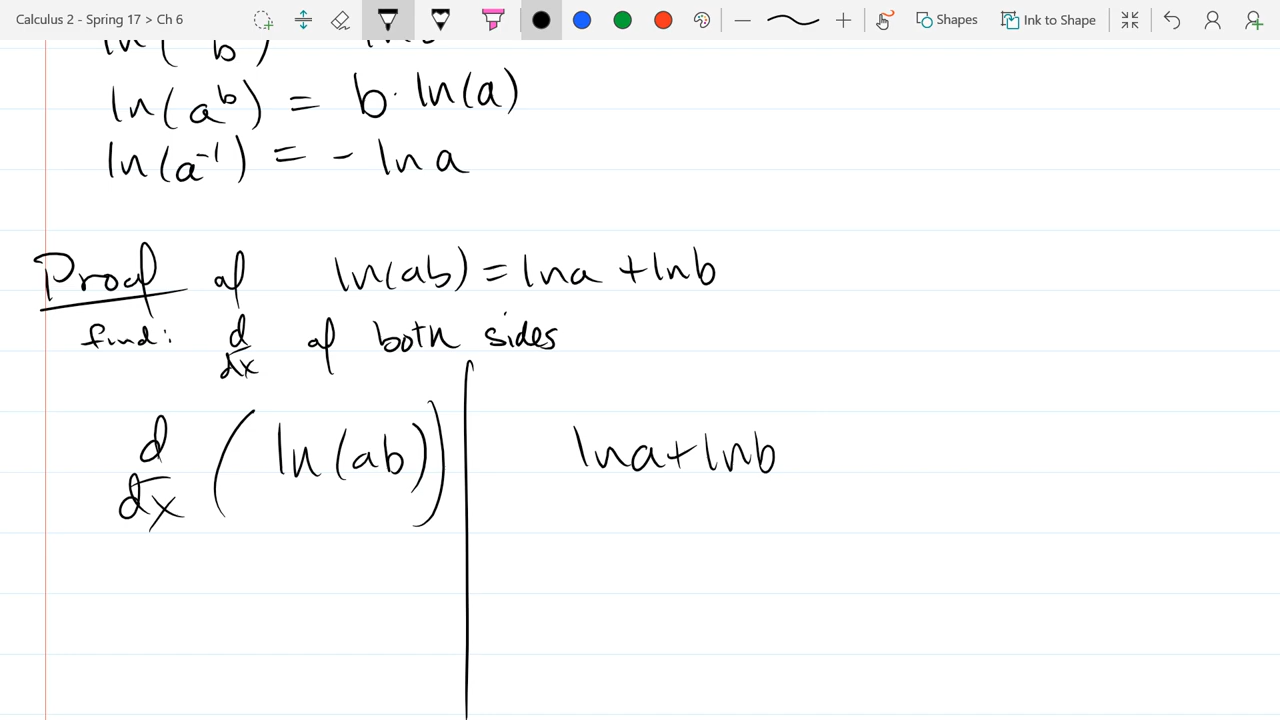 Calculus 2 - Spring 17 > Ch 6 Shapes Ink to Shape
ln(a^b) = b · ln(a)
ln(a^-1) = - ln a
Proof of ln(ab) = ln a + ln b
find: d/dx of both sides
d/dx (ln(ab)) ln a + ln b